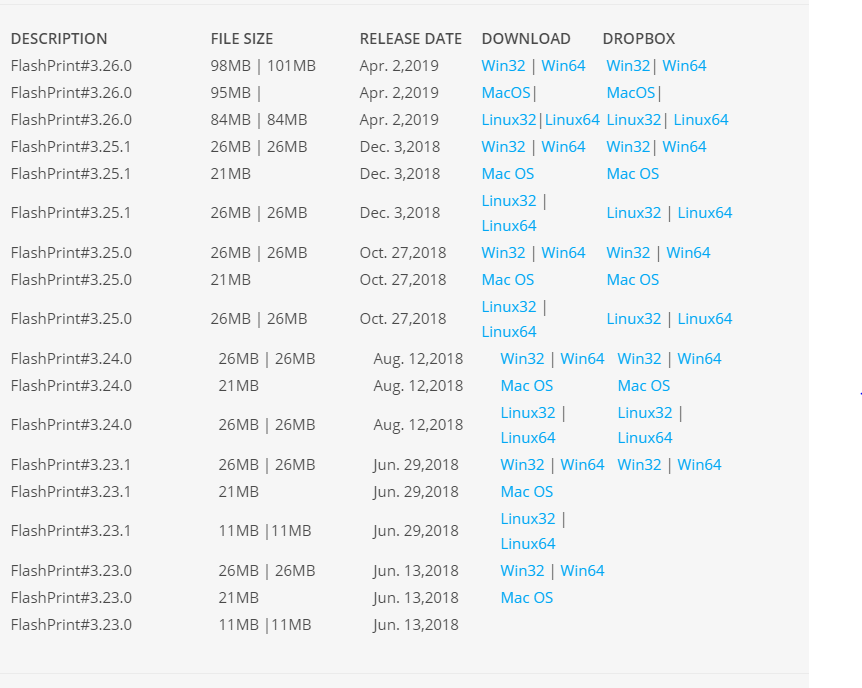 DESCRIPTION FILE SIZE RELEASE DATE DOWNLOAD DROPBOX
FlashPrint#3.26.0 98MB | 101MB Apr. 2,2019 Win32 | Win64 Win32| Win64
FlashPrint#3.26.0 95MB | Apr. 2,2019 MacOS| MacOS|
FlashPrint#3.26.0 84MB | 84MB Apr. 2,2019 Linux32|Linux64 Linux32| Linux64
FlashPrint#3.25.1 26MB | 26MB Dec. 3,2018 Win32 | Win64 Win32| Win64
FlashPrint#3.25.1 21MB Dec. 3,2018 Mac OS Mac OS
FlashPrint#3.25.1 26MB | 26MB Dec. 3,2018 Linux32 |
Linux64 Linux32 | Linux64
FlashPrint#3.25.0 26MB | 26MB Oct. 27,2018 Win32 | Win64 Win32 | Win64
FlashPrint#3.25.0 21MB Oct. 27,2018 Mac OS Mac OS
FlashPrint#3.25.0 26MB | 26MB Oct. 27,2018 Linux32 |
Linux64 Linux32 | Linux64
FlashPrint#3.24.0 26MB | 26MB Aug. 12,2018 Win32 | Win64 Win32 | Win64
FlashPrint#3.24.0 21MB Aug. 12,2018 Mac OS Mac OS
FlashPrint#3.24.0 26MB | 26MB Aug. 12,2018 Linux32 | Linux32 |
Linux64 Linux64
FlashPrint#3.23.1 26MB | 26MB Jun. 29,2018 Win32 | Win64 Win32 | Win64
FlashPrint#3.23.1 21MB Jun. 29,2018 Mac OS
FlashPrint#3.23.1 11MB |11MB Jun. 29,2018 Linux32 |
Linux64
FlashPrint#3.23.0 26MB | 26MB Jun. 13,2018 Win32 | Win64
FlashPrint#3.23.0 21MB Jun. 13,2018 Mac OS
FlashPrint#3.23.0 11MB |11MB Jun. 13,2018